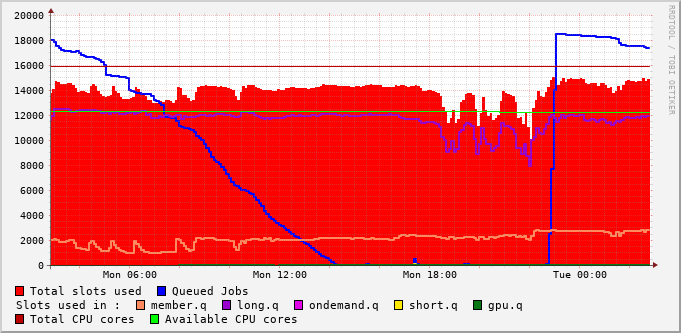 20000
18000
16000
14000
12000
10000
8000
6000
4000
2000
0
Mon 06:00 Mon 12:00 Mon 18:00 Tue 00:00
RRDTOOL / TOBI OETIKER
Total slots used Queued Jobs
Slots used in : member.q long.q ondemand.q short.q gpu.q
Total CPU cores Available CPU cores